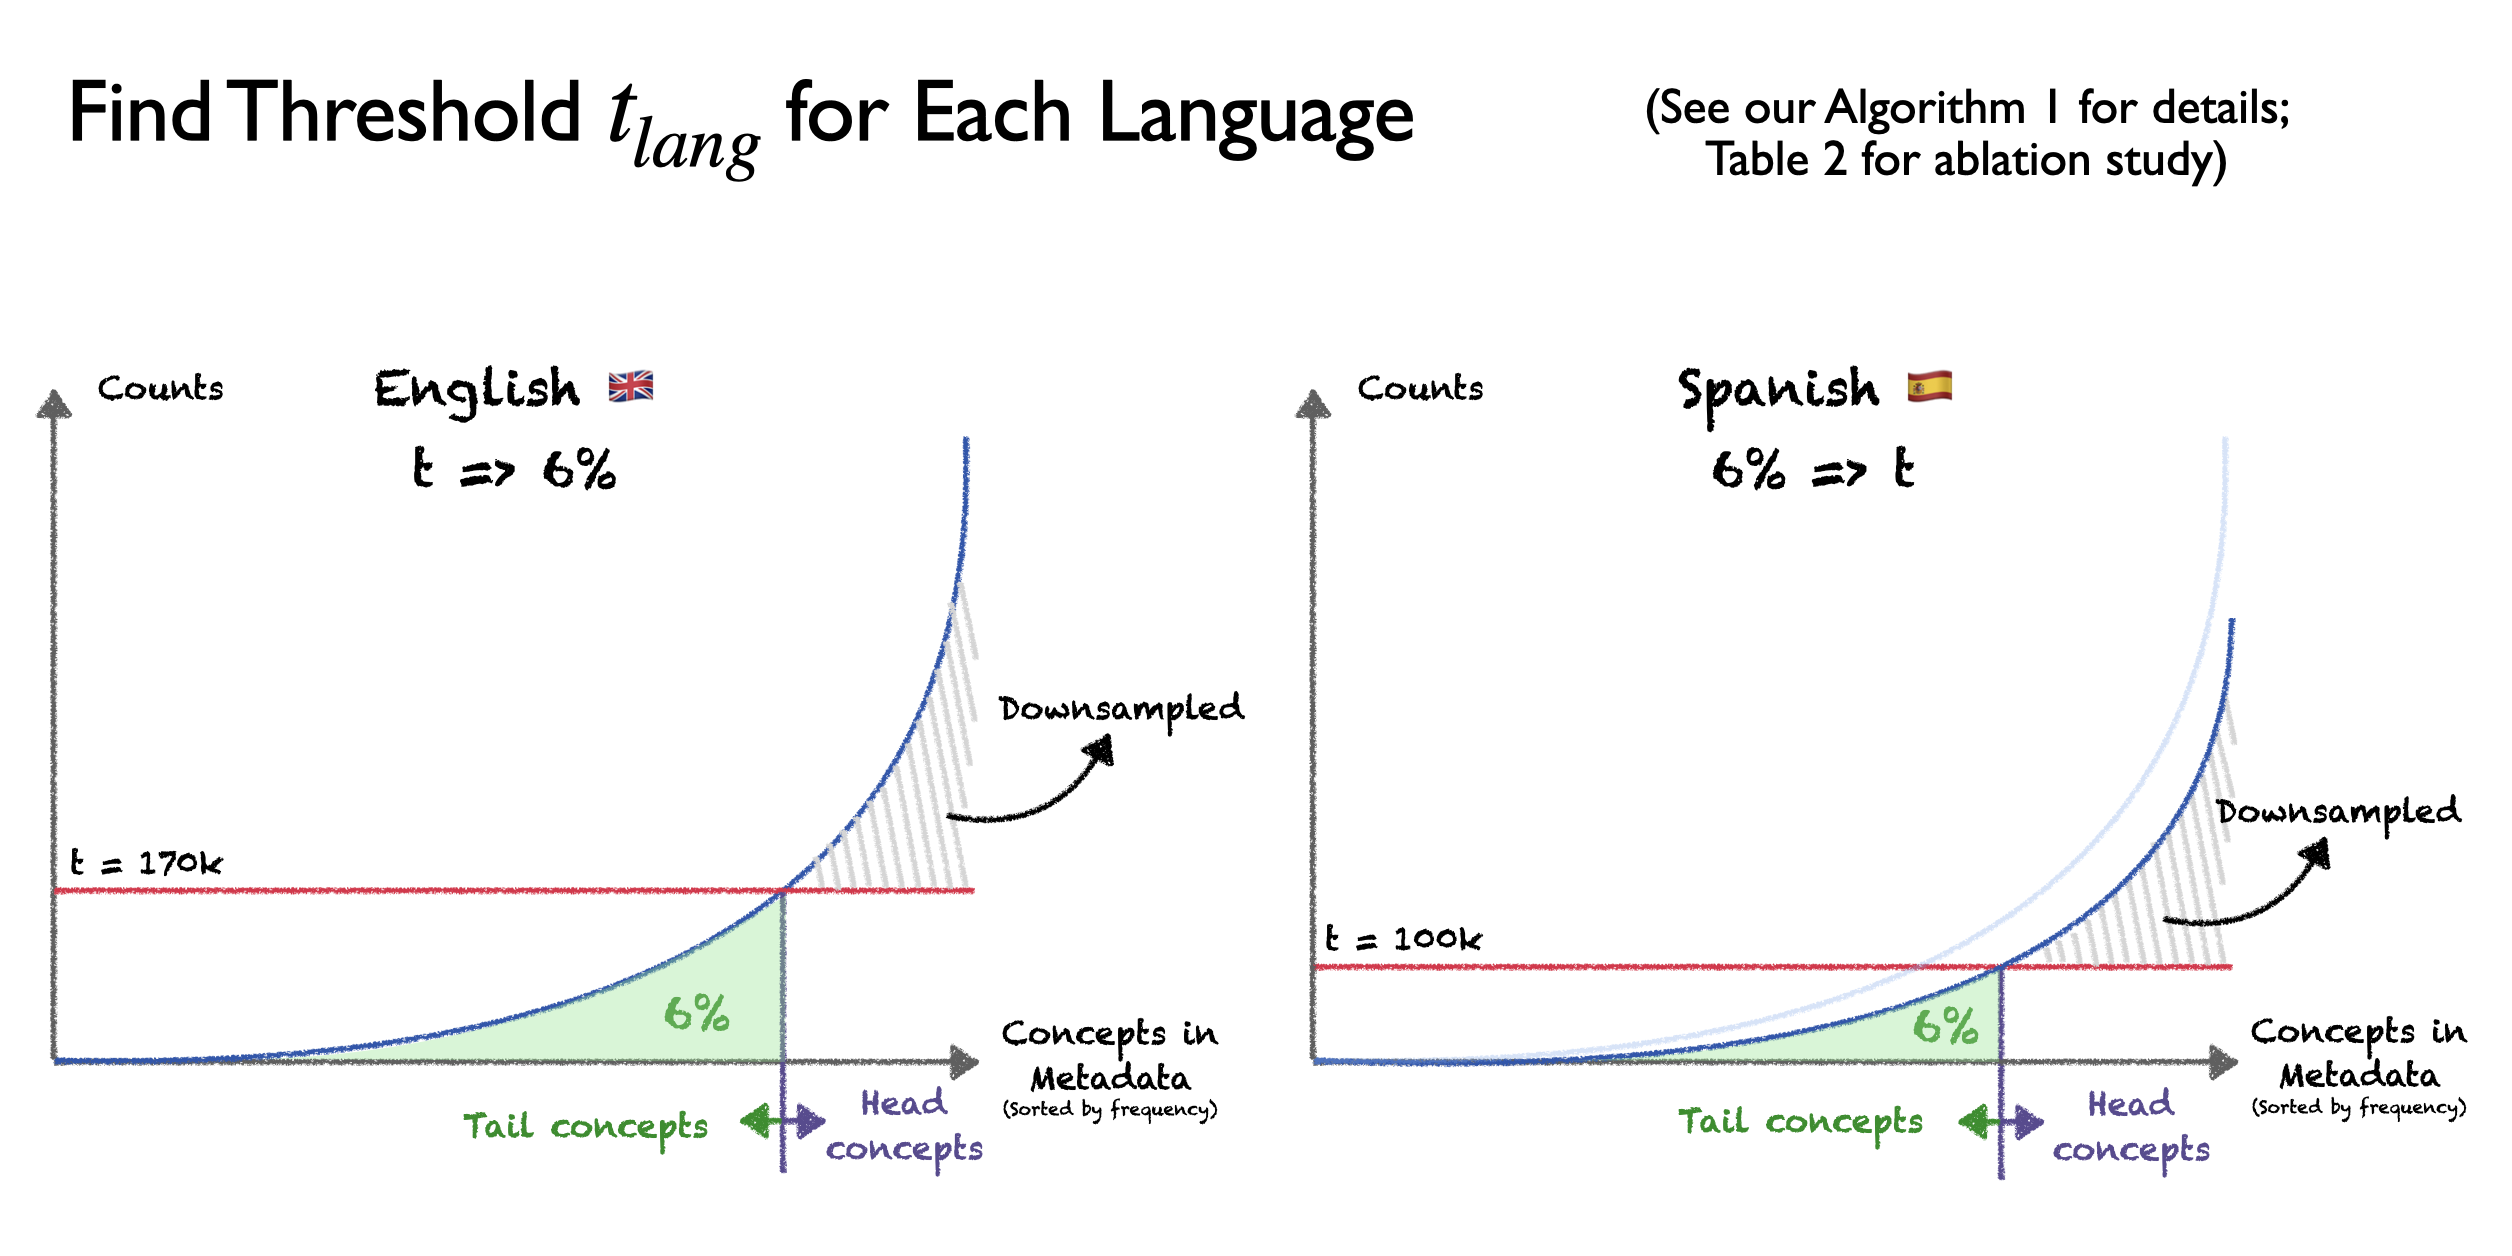 Find Threshold t_lang for Each Language
(See our Algorithm 1 for details;
Table 2 for ablation study)
Counts
English 🇬🇧
t => 6%
Downsampled
t = 170k
6%
Concepts in
Metadata
(Sorted by frequency)
Tail concepts
Head
concepts
Counts
Spanish 🇪🇸
6% => t
Downsampled
t = 100k
6%
Concepts in
Metadata
(Sorted by frequency)
Tail concepts
Head
concepts